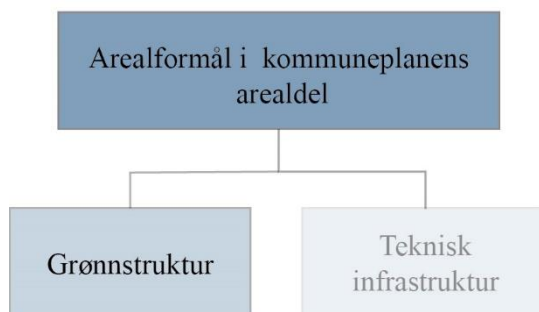 Arealformål i kommuneplanens
arealdel
Grønnstruktur
Teknisk
infrastruktur